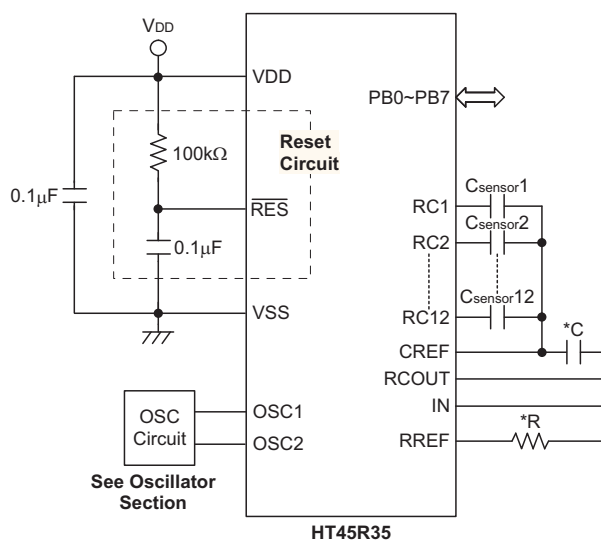 VDD
VDD
PB0~PB7
Reset
Circuit
100kΩ
0.1μF
RES
0.1μF
VSS
Csensor1
RC1
Csensor2
RC2
Csensor12
RC12
*C
CREF
RCOUT
IN
*R
RREF
OSC
Circuit
OSC1
OSC2
See Oscillator
Section
HT45R35